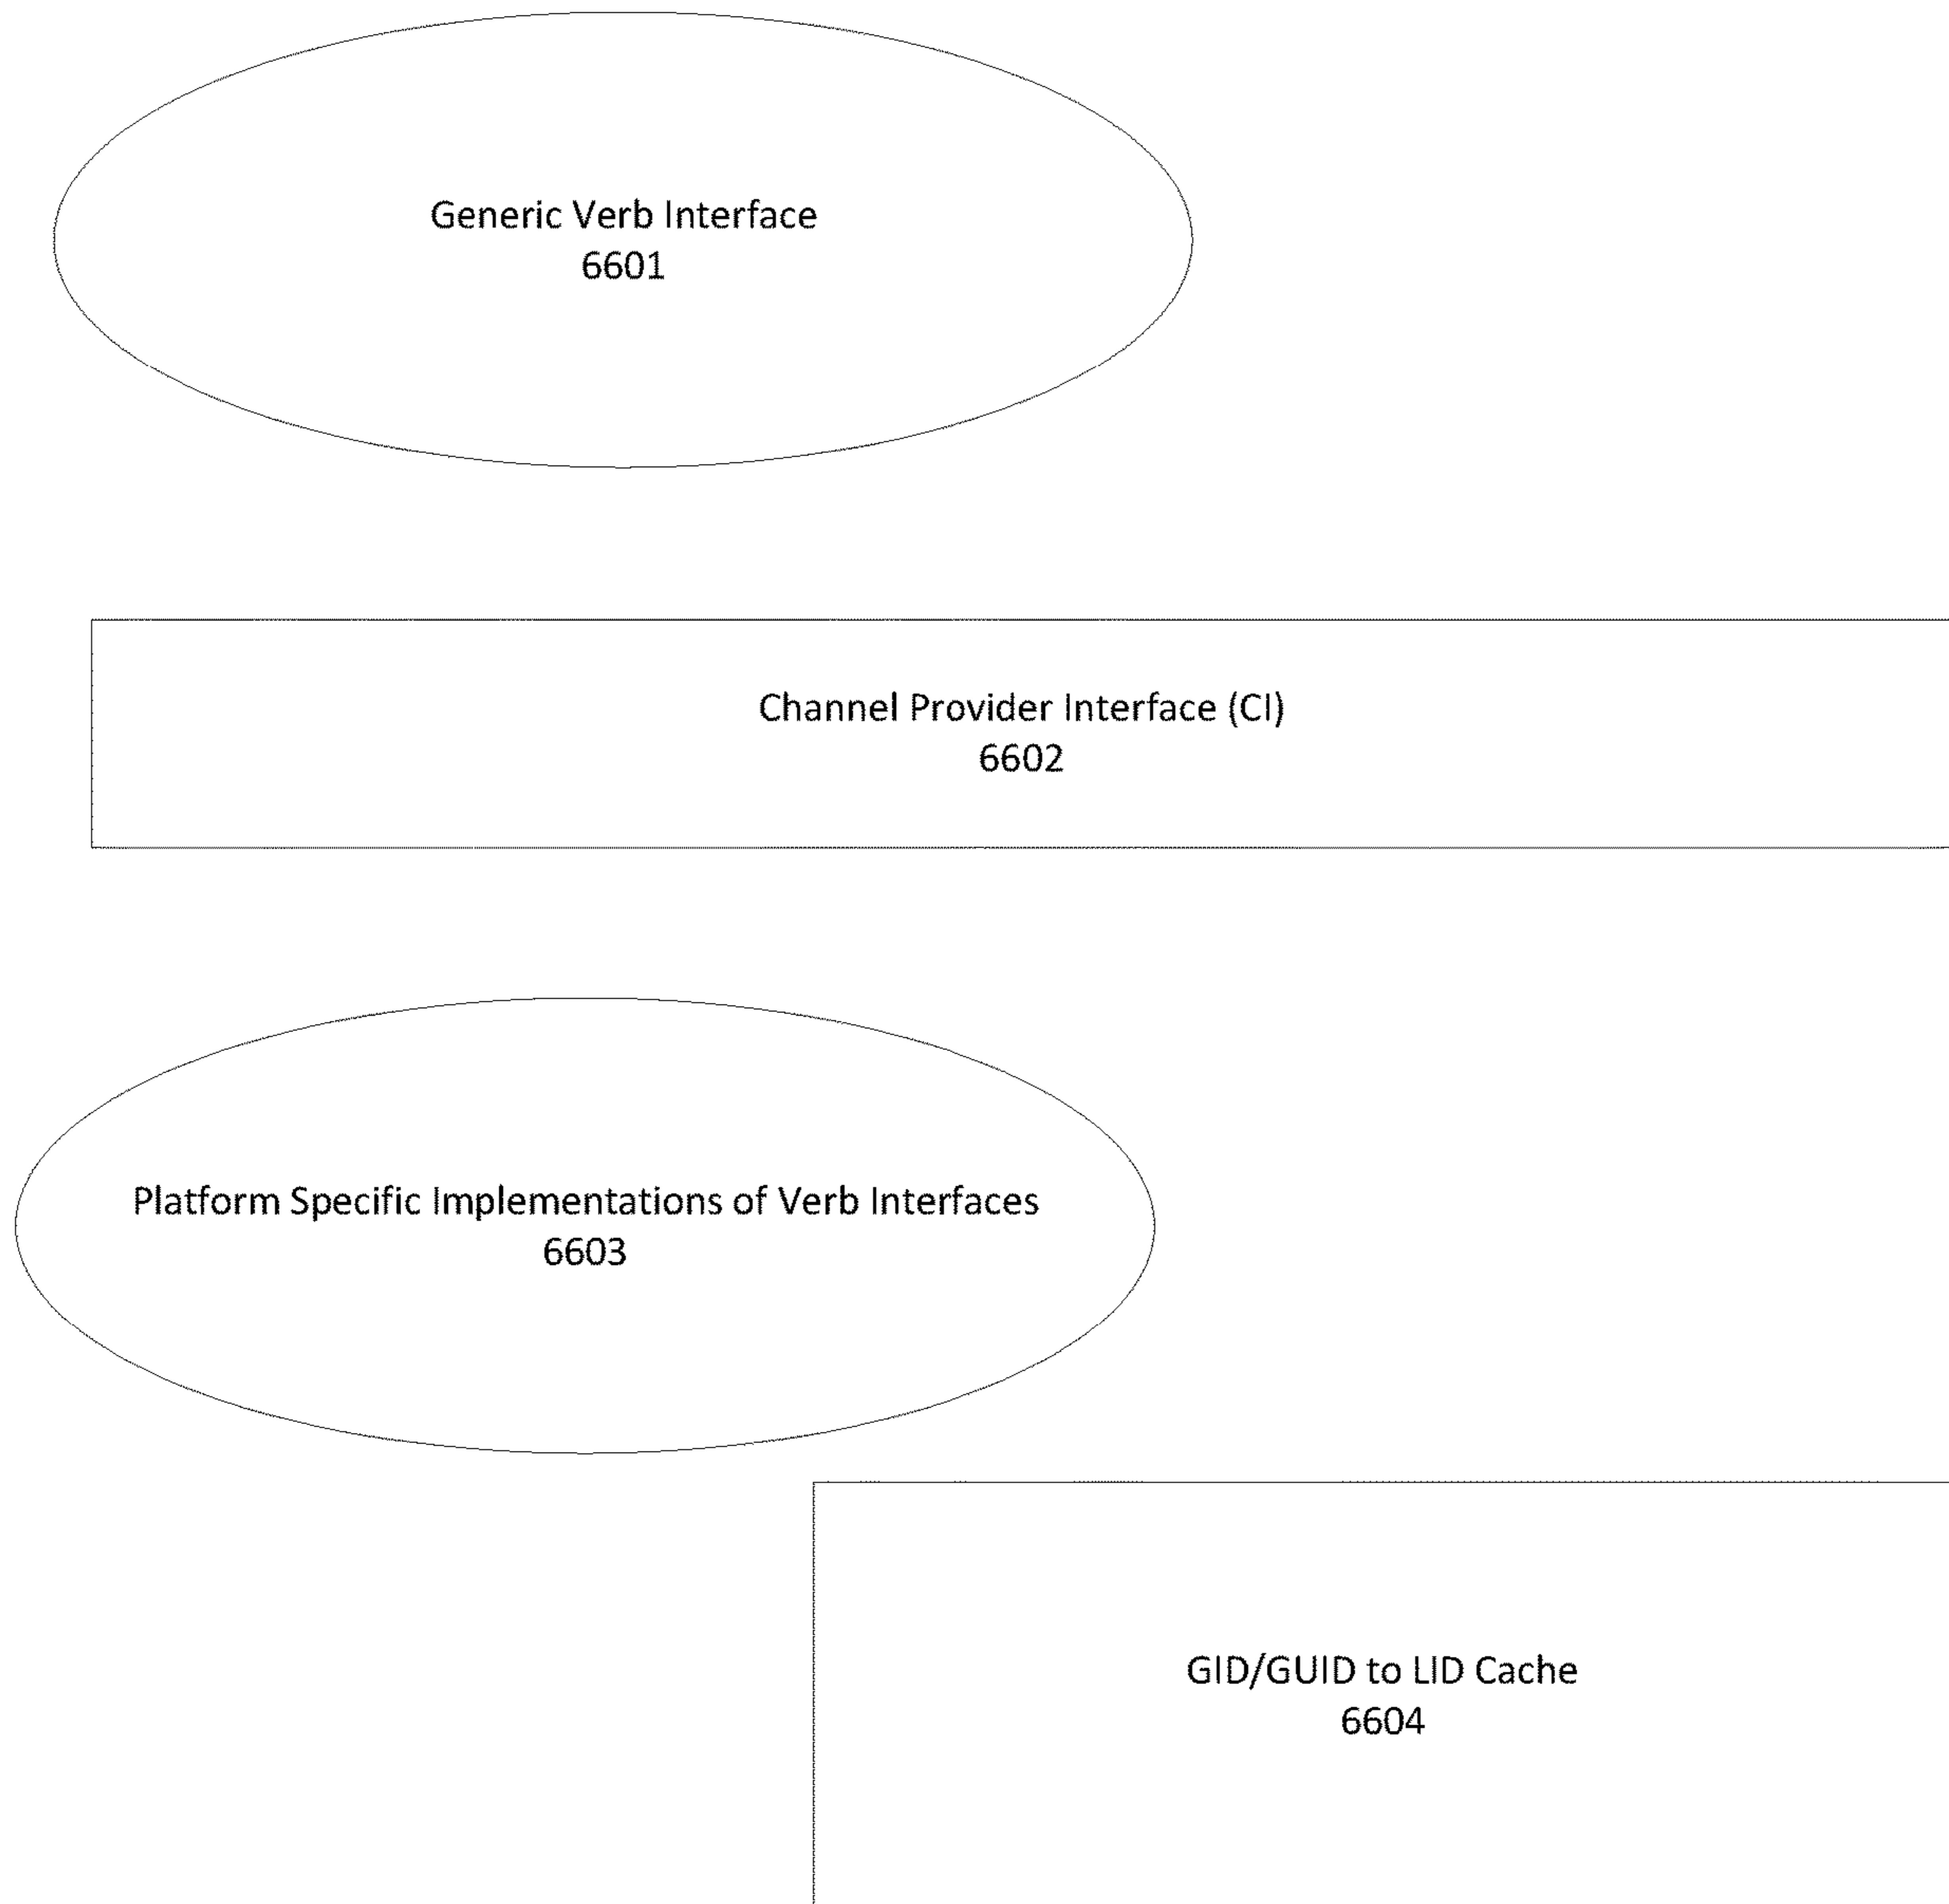 Generic Verb Interface
6601
Channel Provider Interface (CI)
6602
Platform Specific Implementations of Verb Interfaces
6603
GID/GUID to LID Cache
6604